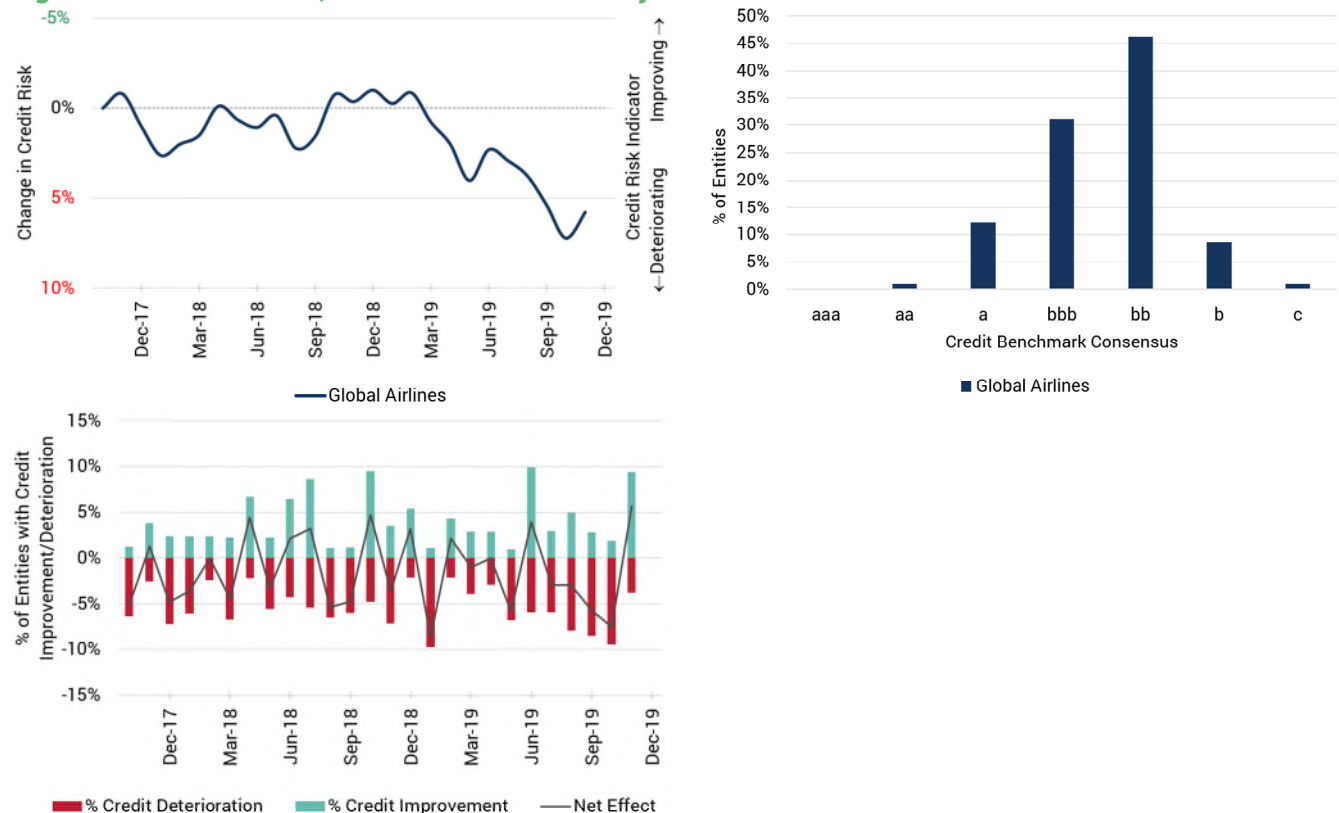 -5%
0%
5%
10%
Change in Credit Risk
Credit Risk Indicator
←Deteriorating Improving→
Dec-17
Mar-18
Jun-18
Sep-18
Dec-18
Mar-19
Jun-19
Sep-19
Dec-19
Global Airlines
50%
45%
40%
35%
30%
25%
20%
15%
10%
5%
0%
% of Entities
aaa aa a bbb bb b c
Credit Benchmark Consensus
Global Airlines
15%
10%
5%
0%
-5%
-10%
-15%
% of Entities with Credit
Improvement/Deterioration
Dec-17
Mar-18
Jun-18
Sep-18
Dec-18
Mar-19
Jun-19
Sep-19
Dec-19
% Credit Deterioration % Credit Improvement Net Effect